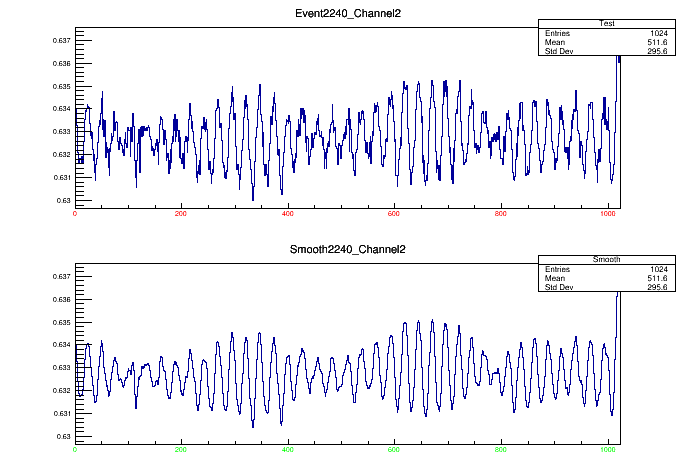 Event2240_Channel2
Test
Entries 1024
Mean 511.6
Std Dev 295.6
0.637
0.636
0.635
0.634
0.633
0.632
0.631
0.63
0 200 400 600 800 1000
Smooth2240_Channel2
Smooth
Entries 1024
Mean 511.6
Std Dev 295.6
0.637
0.636
0.635
0.634
0.633
0.632
0.631
0.63
0 200 400 600 800 1000